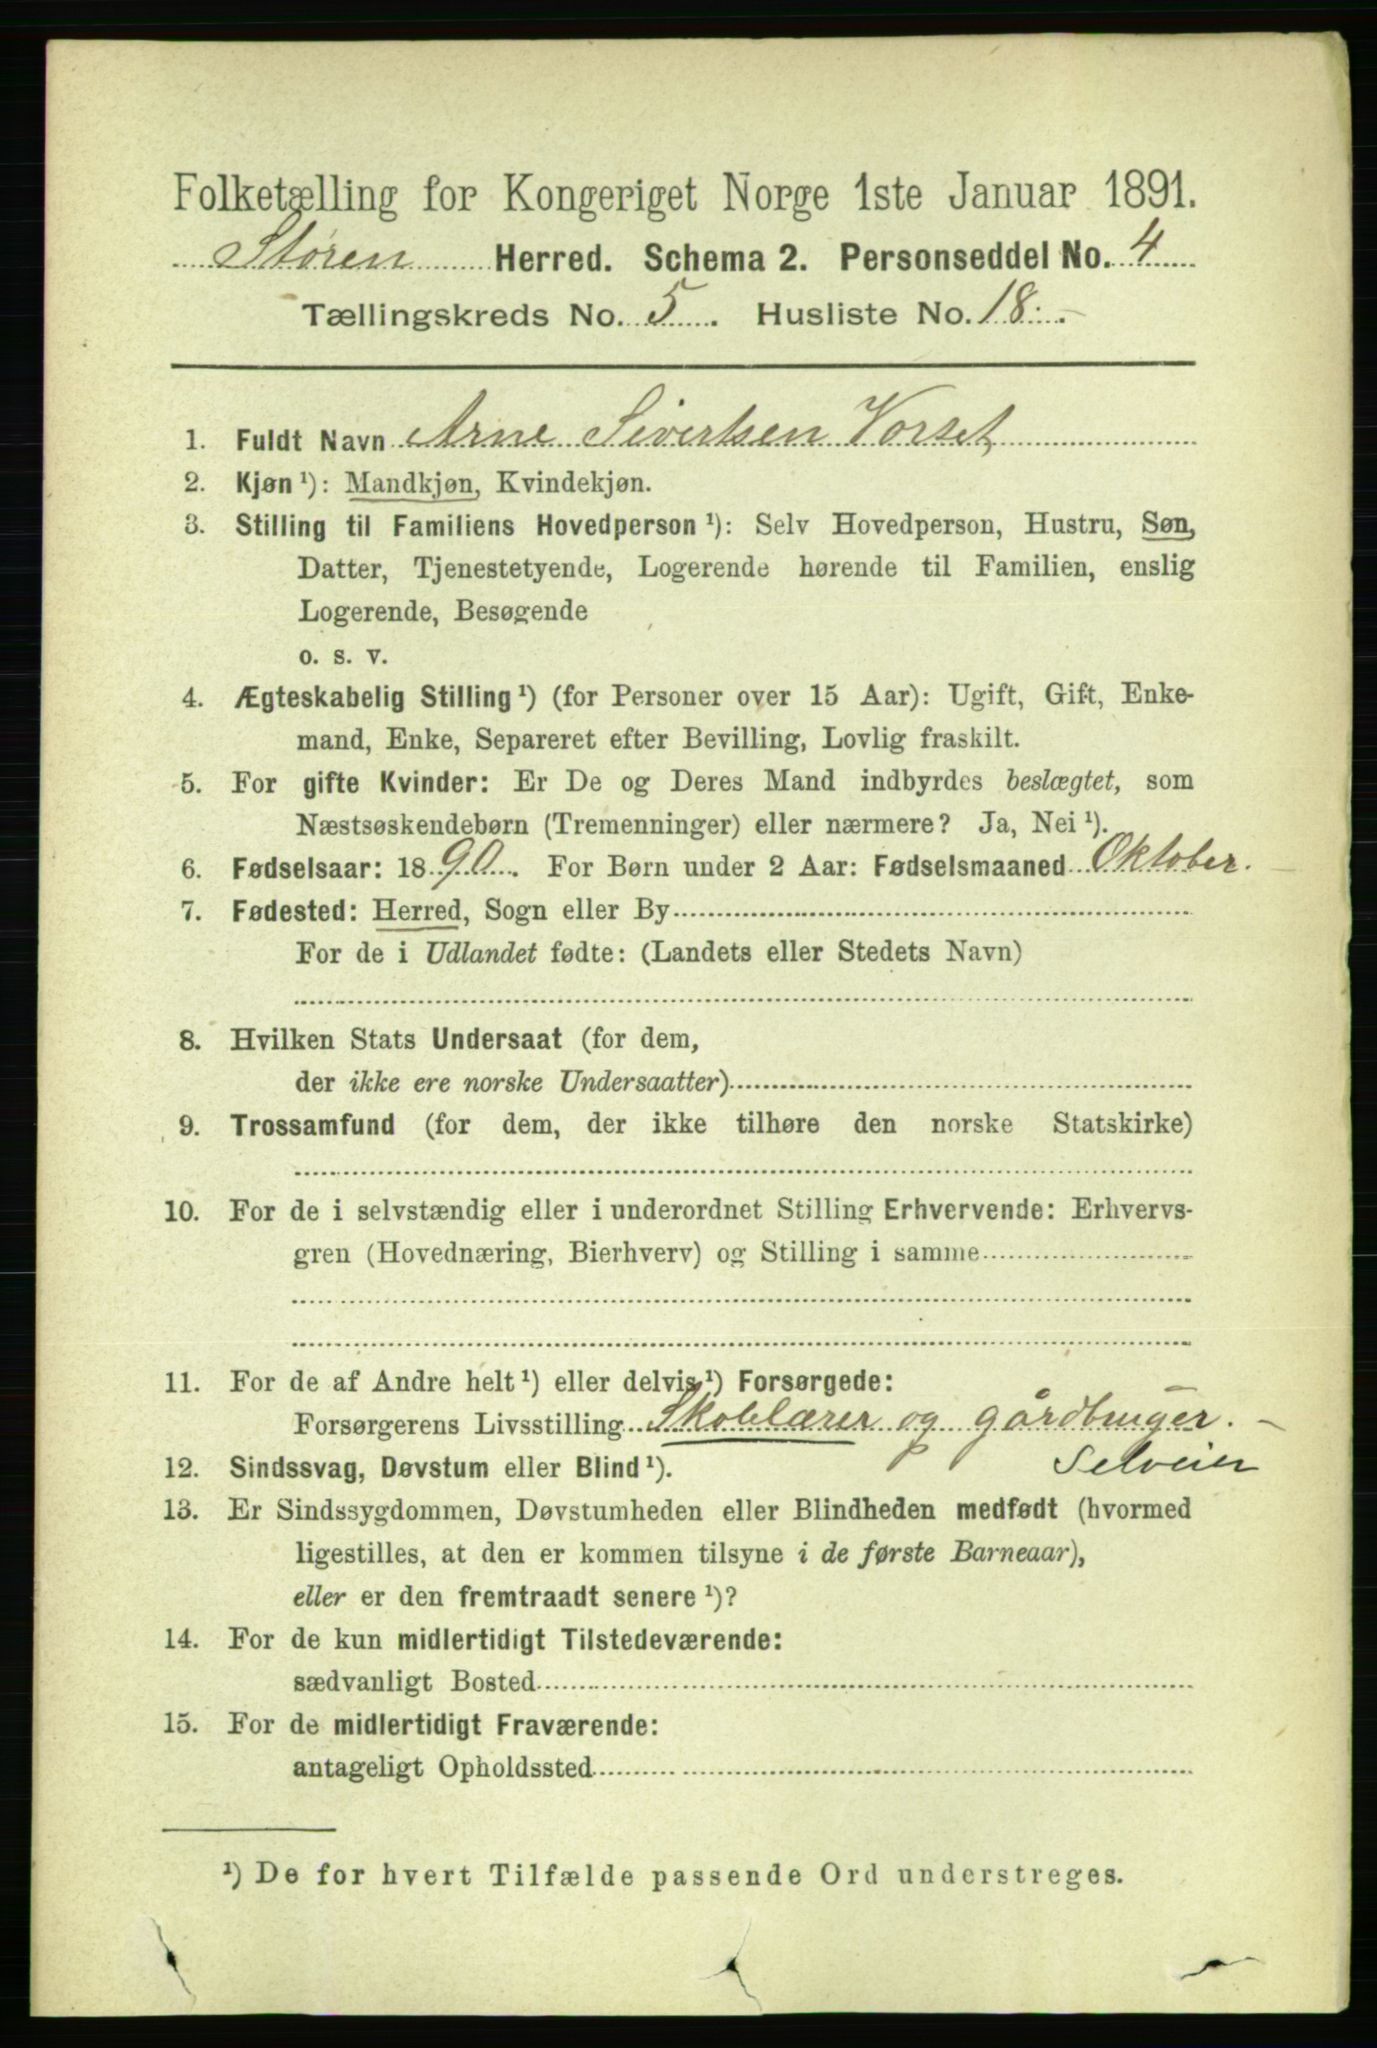 Folketælling for Kongeriget Norge 1ste Januar 1891.
Støren Herred. Schema 2. Personseddel No. 4
Tællingskreds No. 5. Husliste No. 18.
1. Fuldt Navn Arne Sivertsen Vorset
2. Kjøn ¹): Mandkjøn, Kvindekjøn.
3. Stilling til Familiens Hovedperson ¹): Selv Hovedperson, Hustru, Søn,
Datter, Tjenestetyende, Logerende hørende til Familien, enslig
Logerende, Besøgende
o. s. v.
4. Ægteskabelig Stilling ¹) (for Personer over 15 Aar): Ugift, Gift, Enke-
mand, Enke, Separeret efter Bevilling, Lovlig fraskilt.
5. For gifte Kvinder: Er De og Deres Mand indbyrdes beslægtet, som
Næstsøskendebørn (Tremenninger) eller nærmere? Ja, Nei ¹).
6. Fødselsaar: 1890. For Børn under 2 Aar: Fødselsmaaned Oktober.
7. Fødested: Herred, Sogn eller By
For de i Udlandet fødte: (Landets eller Stedets Navn)
8. Hvilken Stats Undersaat (for dem,
der ikke ere norske Undersaatter)
9. Trossamfund (for dem, der ikke tilhøre den norske Statskirke)
10. For de i selvstændig eller i underordnet Stilling Erhvervende: Erhvervs-
gren (Hovednæring, Bierhverv) og Stilling i samme
11. For de af Andre helt ¹) eller delvis ¹) Forsørgede:
Forsørgerens Livsstilling Skolelærer og gårdbruger.
12. Sindssvag, Døvstum eller Blind ¹). Selveier
13. Er Sindssygdommen, Døvstumheden eller Blindheden medfødt (hvormed
ligestilles, at den er kommen tilsyne i de første Barneaar),
eller er den fremtraadt senere ¹)?
14. For de kun midlertidigt Tilstedeværende:
sædvanligt Bosted
15. For de midlertidigt Fraværende:
antageligt Opholdssted
¹) De for hvert Tilfælde passende Ord understreges.